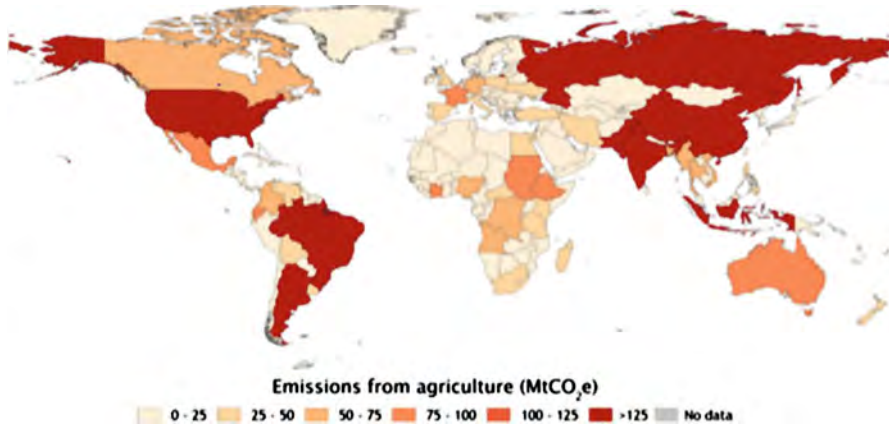 Emissions from agriculture (MtCO₂e)
0 - 25 25 - 50 50 - 75 75 - 100 100 - 125 >125 No data